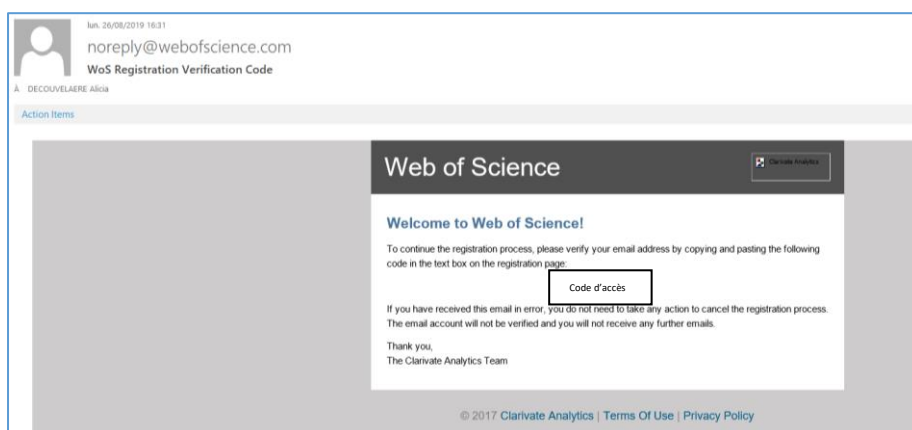 lun. 26/08/2019 16:31
noreply@webofscience.com
WoS Registration Verification Code
À DECOUVELAERE Alicia
Action Items
Web of Science
Clarivate Analytics
Welcome to Web of Science!
To continue the registration process, please verify your email address by copying and pasting the following
code in the text box on the registration page:
Code d'accès
If you have received this email in error, you do not need to take any action to cancel the registration process.
The email account will not be verified and you will not receive any further emails.
Thank you,
The Clarivate Analytics Team
© 2017 Clarivate Analytics | Terms Of Use | Privacy Policy